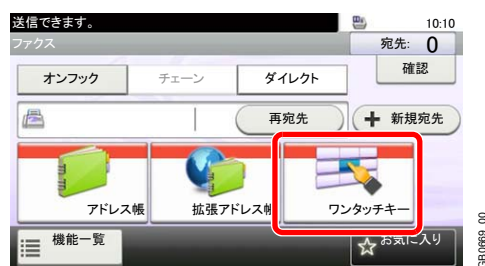 送信できます。
10:10
ファクス
宛先: 0
オンフック
チェーン
ダイレクト
確認
再宛先
新規宛先
アドレス帳
拡張アドレス帳
ワンタッチキー
機能一覧
お気に入り